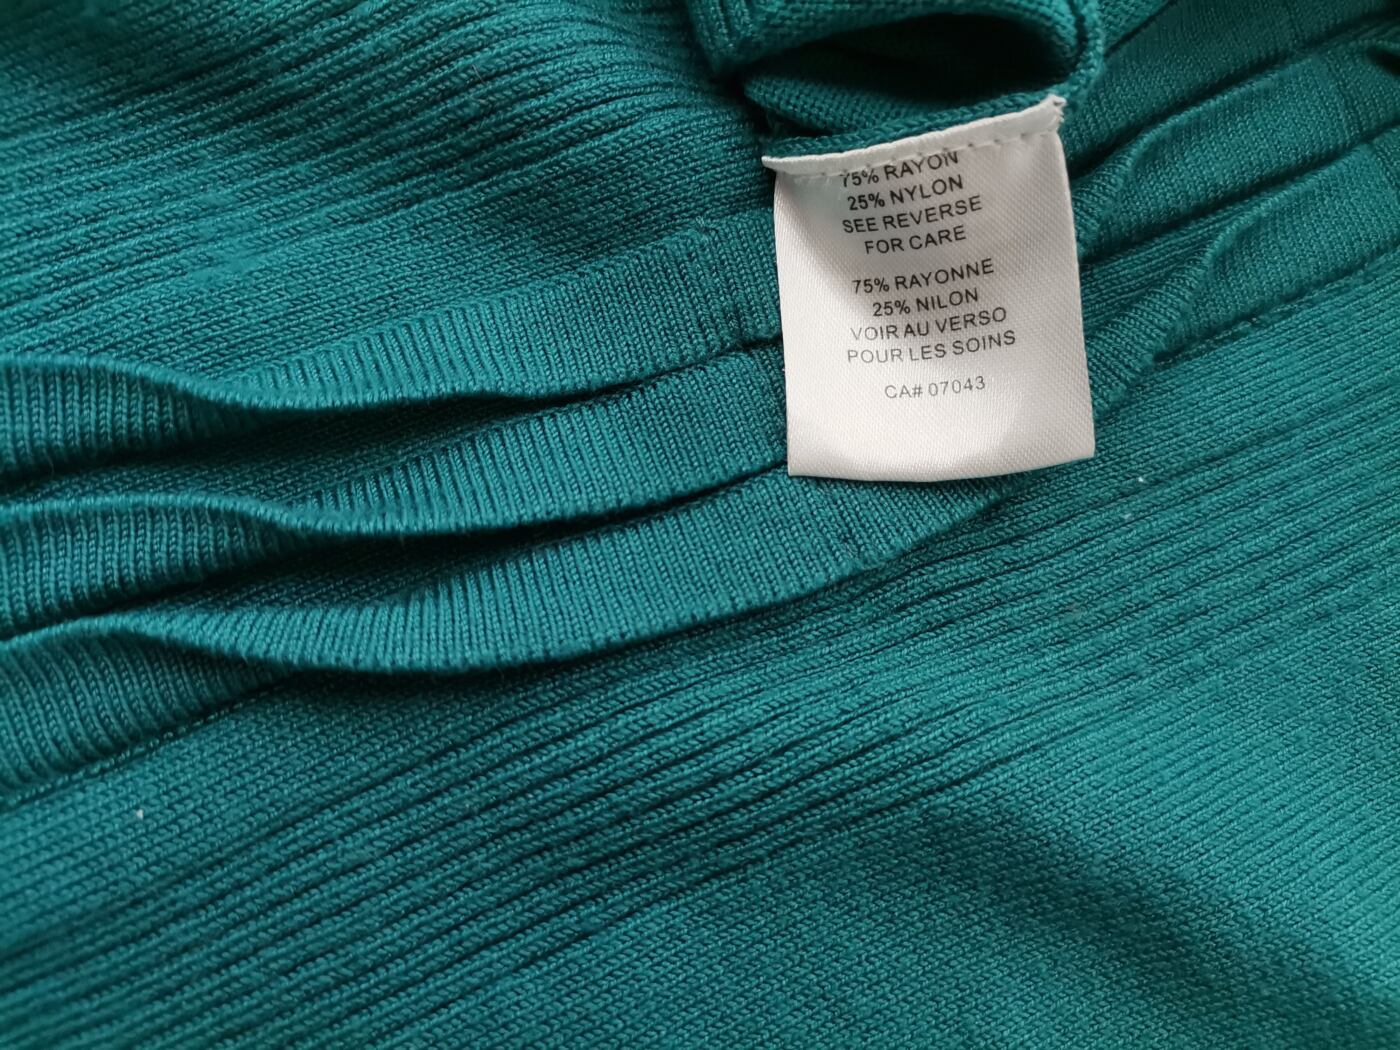 75% RAYON
25% NYLON
SEE REVERSE
FOR CARE
75% RAYONNE
25% NILON
VOIR AU VERSO
POUR LES SOINS
CA# 07043